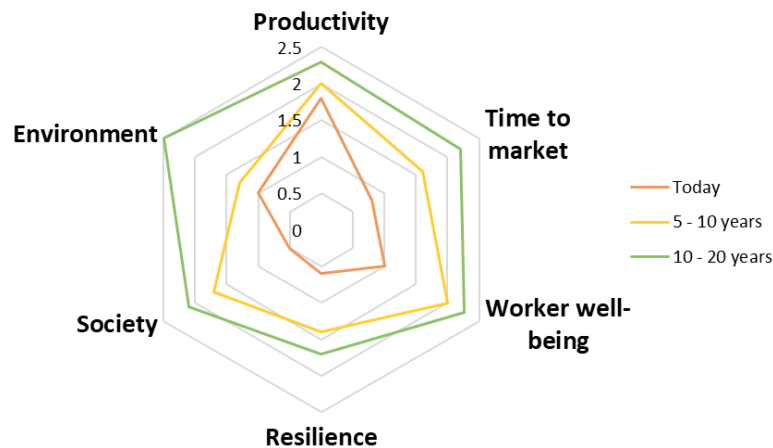 Productivity
2.5
2
1.5
1
0.5
0
Time to
market
Worker well-
being
Resilience
Society
Environment
Today
5 - 10 years
10 - 20 years